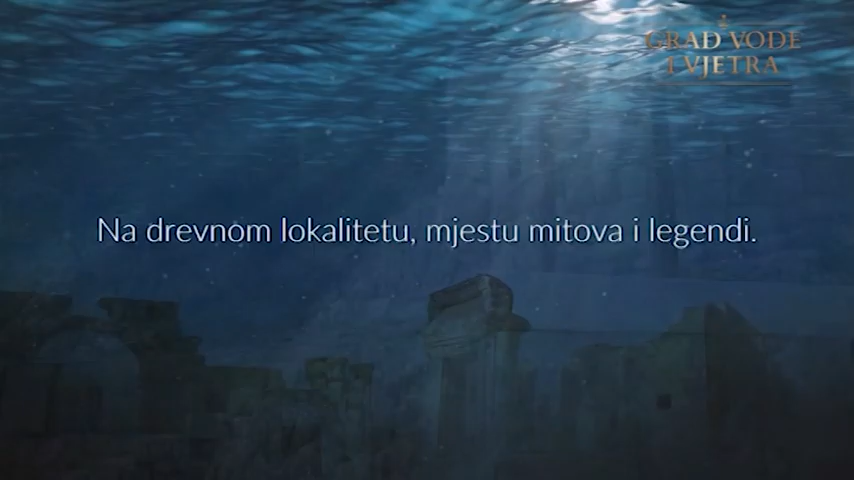 GRAD VODE
I VJETRA
Na drevnom lokalitetu, mjestu mitova i legendi.